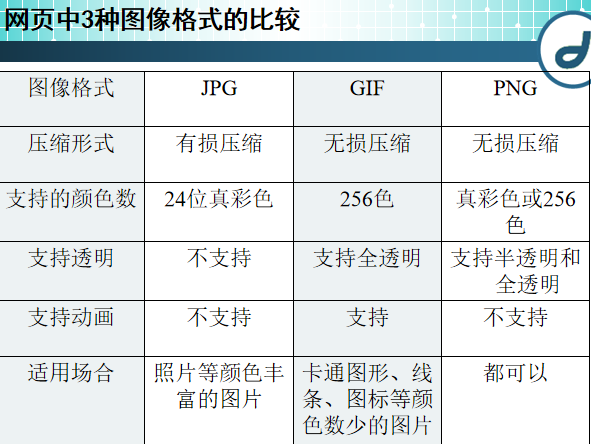 网页中3种图像格式的比较
图像格式 JPG GIF PNG
压缩形式 有损压缩 无损压缩 无损压缩
支持的颜色数 24位真彩色 256色 真彩色或256
色
支持透明 不支持 支持全透明 支持半透明和
全透明
支持动画 不支持 支持 不支持
适用场合 照片等颜色丰 卡通图形、线 都可以
富的图片 条、图标等颜
色数少的图片